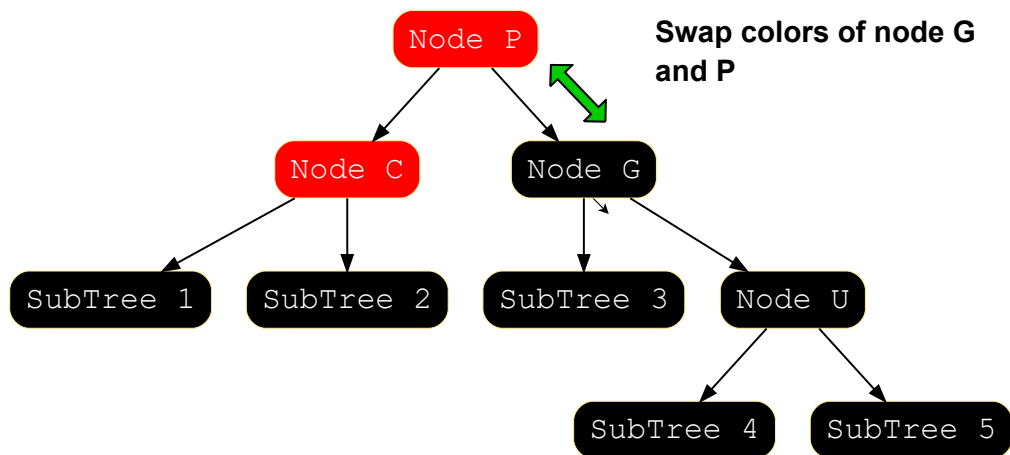 Node P
Swap colors of node G
and P
Node C
Node G
SubTree 1
SubTree 2
SubTree 3
Node U
SubTree 4
SubTree 5